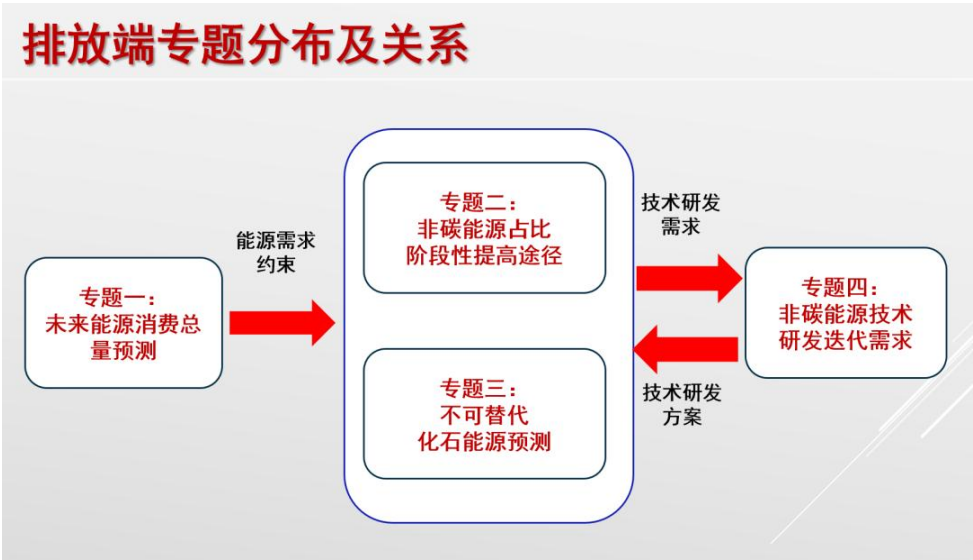 排放端专题分布及关系
能源需求
约束
专题一：
未来能源消费总
量预测
专题二：
非碳能源占比
阶段性提高途径
专题三：
不可替代
化石能源预测
技术研发
需求
技术研发
方案
专题四：
非碳能源技术
研发迭代需求